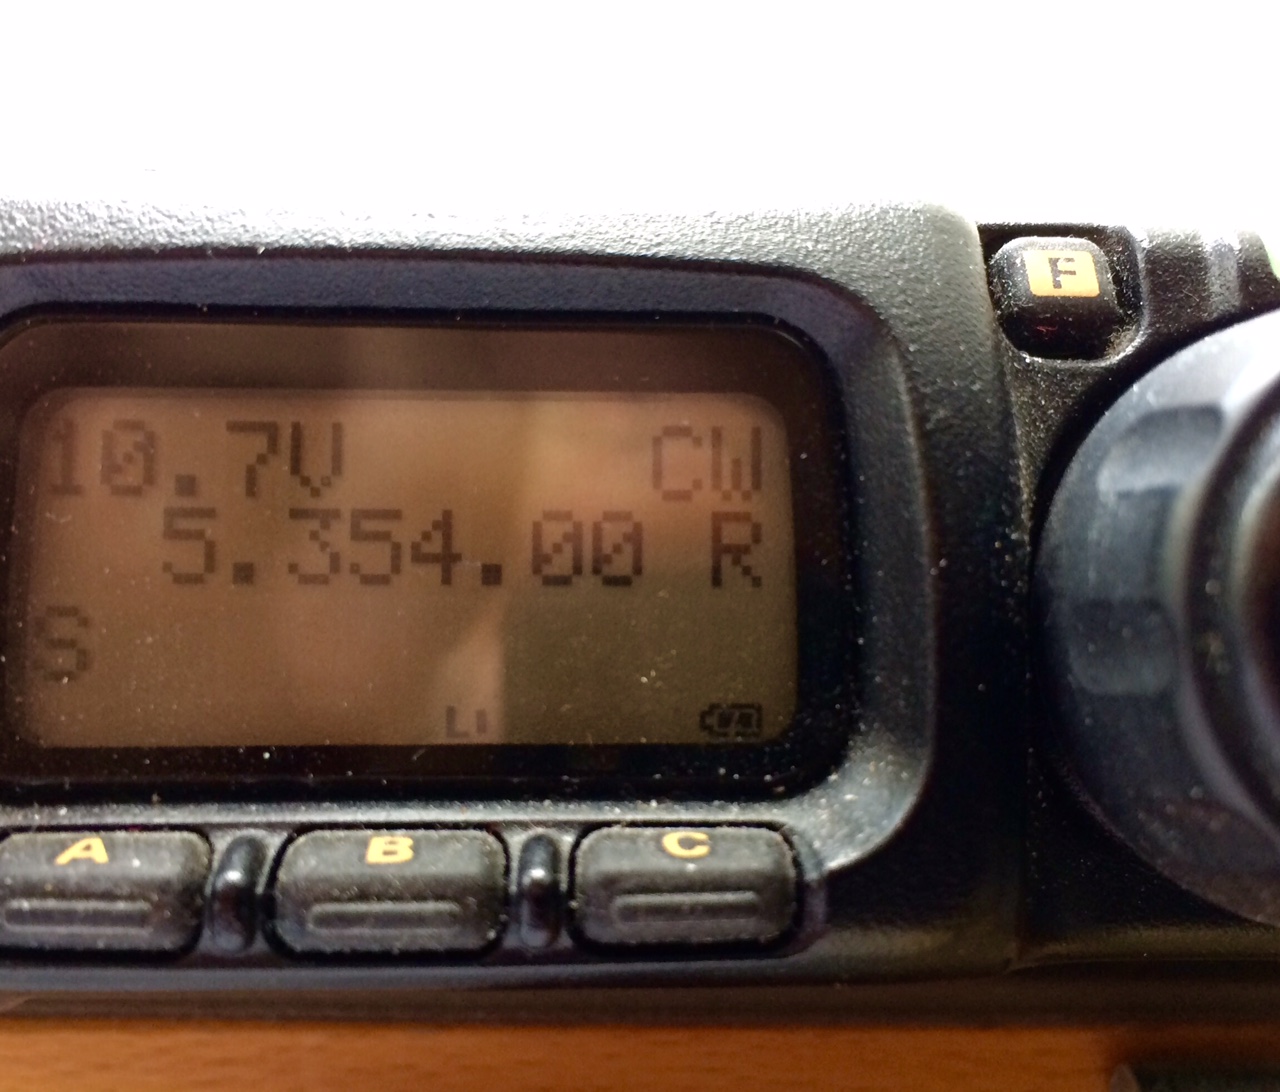 F
10.7V CW
5.354.00 R
S
A B C